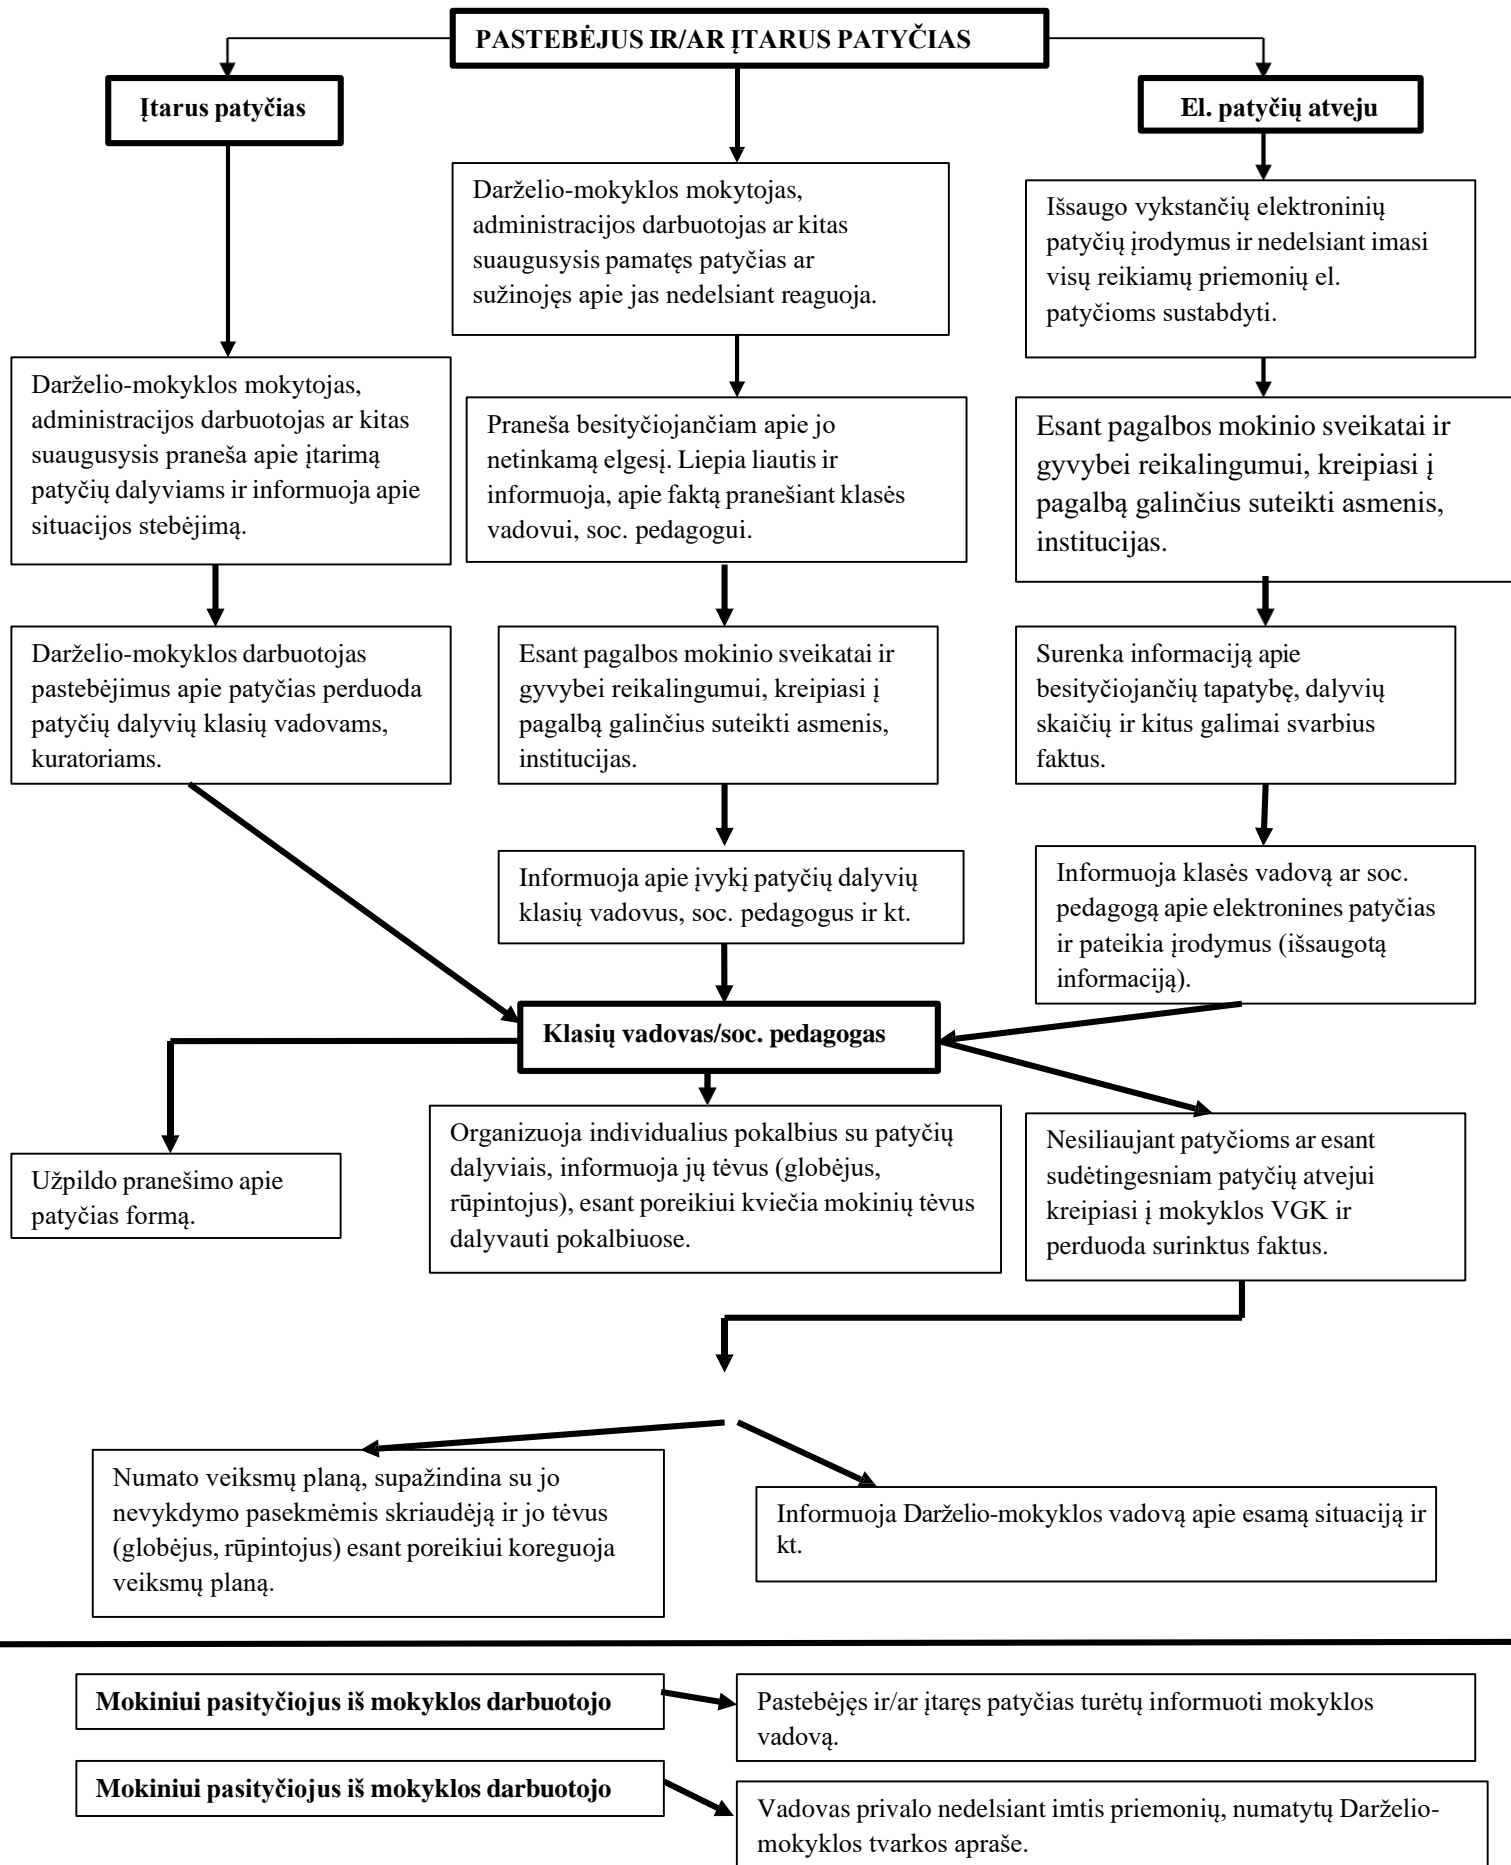 PASTEBĖJUS IR/AR ĮTARUS PATYČIAS
Įtarus patyčias
El. patyčių atveju
Darželio-mokyklos mokytojas,
administracijos darbuotojas ar kitas
suaugusysis pamatęs patyčias ar
sužinojęs apie jas nedelsiant reaguoja.
Išsaugo vykstančių elektroninių
patyčių įrodymus ir nedelsiant imasi
visų reikiamų priemonių el.
patyčioms sustabdyti.
Darželio-mokyklos mokytojas,
administracijos darbuotojas ar kitas
suaugusysis praneša apie įtarimą
patyčių dalyviams ir informuoja apie
situacijos stebėjimą.
Praneša besityčiojančiam apie jo
netinkamą elgesį. Liepia liautis ir
informuoja, apie faktą pranešiant klasės
vadovui, soc. pedagogui.
Esant pagalbos mokinio sveikatai ir
gyvybei reikalingumui, kreipiasi į
pagalbą galinčius suteikti asmenis,
institucijas.
Darželio-mokyklos darbuotojas
pastebėjimus apie patyčias perduoda
patyčių dalyvių klasių vadovams,
kuratoriams.
Esant pagalbos mokinio sveikatai ir
gyvybei reikalingumui, kreipiasi į
pagalbą galinčius suteikti asmenis,
institucijas.
Surenka informaciją apie
besityčiojančių tapatybę, dalyvių
skaičių ir kitus galimai svarbius
faktus.
Informuoja apie įvykį patyčių dalyvių
klasių vadovus, soc. pedagogus ir kt.
Informuoja klasės vadovą ar soc.
pedagogą apie elektronines patyčias
ir pateikia įrodymus (išsaugotą
informaciją).
Klasių vadovas/soc. pedagogas
Užpildo pranešimo apie
patyčias formą.
Organizuoja individualius pokalbius su patyčių
dalyviais, informuoja jų tėvus (globėjus,
rūpintojus), esant poreikiui kviečia mokinių tėvus
dalyvauti pokalbiuose.
Nesiliaujant patyčioms ar esant
sudėtingesniam patyčių atvejui
kreipiasi į mokyklos VGK ir
perduoda surinktus faktus.
Numato veiksmų planą, supažindina su jo
nevykdymo pasekmėmis skriaudėją ir jo tėvus
(globėjus, rūpintojus) esant poreikiui koreguoja
veiksmų planą.
Informuoja Darželio-mokyklos vadovą apie esamą situaciją ir
kt.
Mokiniui pasityčiojus iš mokyklos darbuotojo
Pastebėjęs ir/ar įtaręs patyčias turėtų informuoti mokyklos
vadovą.
Mokiniui pasityčiojus iš mokyklos darbuotojo
Vadovas privalo nedelsiant imtis priemonių, numatytų Darželio-
mokyklos tvarkos apraše.